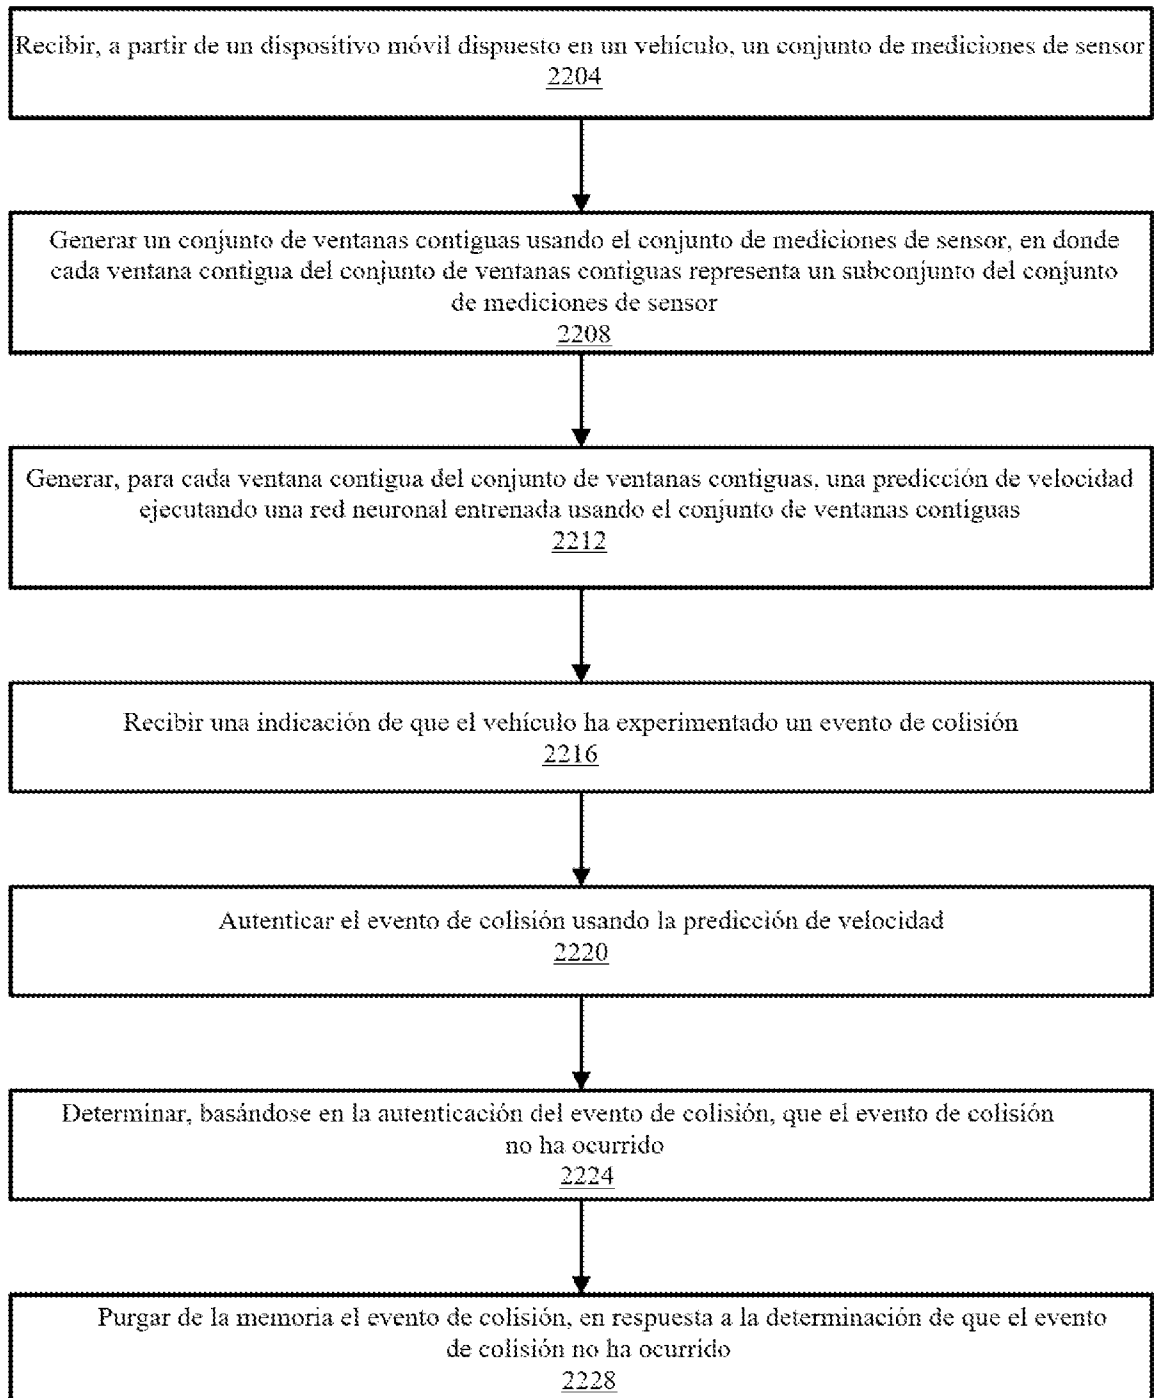 Recibir, a partir de un dispositivo móvil dispuesto en un vehículo, un conjunto de mediciones de sensor
2204
Generar un conjunto de ventanas contiguas usando el conjunto de mediciones de sensor, en donde
cada ventana contigua del conjunto de ventanas contiguas representa un subconjunto del conjunto
de mediciones de sensor
2208
Generar, para cada ventana contigua del conjunto de ventanas contiguas, una predicción de velocidad
ejecutando una red neuronal entrenada usando el conjunto de ventanas contiguas
2212
Recibir una indicación de que el vehículo ha experimentado un evento de colisión
2216
Autenticar el evento de colisión usando la predicción de velocidad
2220
Determinar, basándose en la autenticación del evento de colisión, que el evento de colisión
no ha ocurrido
2224
Purgar de la memoria el evento de colisión, en respuesta a la determinación de que el evento
de colisión no ha ocurrido
2228